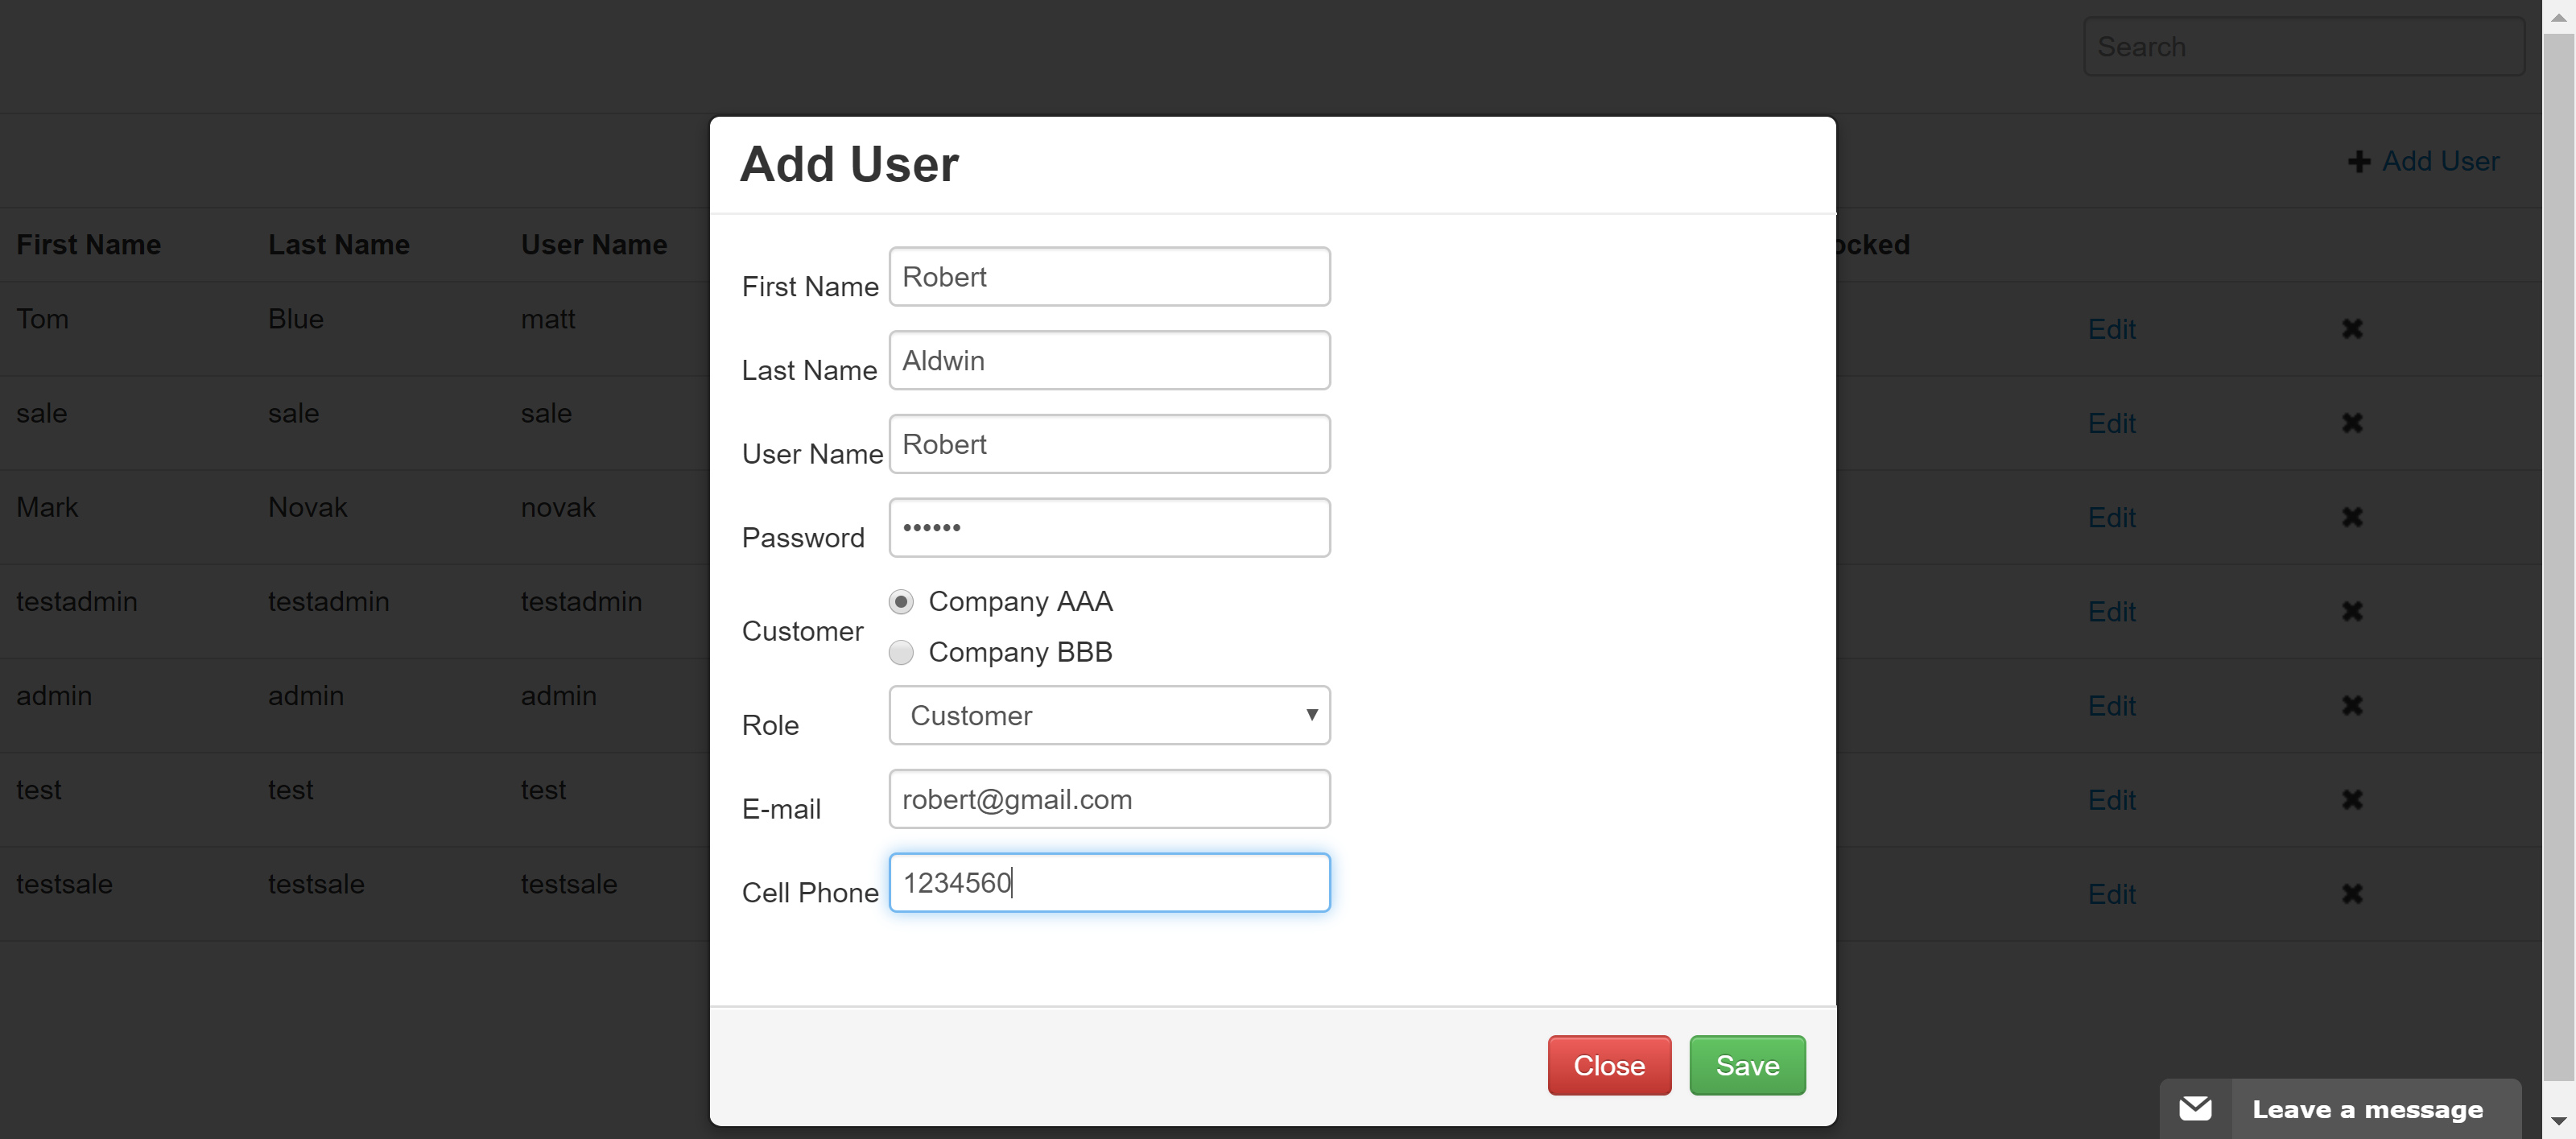 Search
Add User
Add User
First Name Last Name User Name ocked
First Name Robert
Tom Blue matt Edit
Last Name Aldwin
sale sale sale Edit
User Name Robert
Mark Novak novak Edit
Password ••••••
testadmin testadmin testadmin Edit
Customer
Company AAA
Company BBB
admin admin admin Edit
Role Customer
test test test Edit
E-mail robert@gmail.com
testsale testsale testsale Edit
Cell Phone 1234560
Close Save
Leave a message